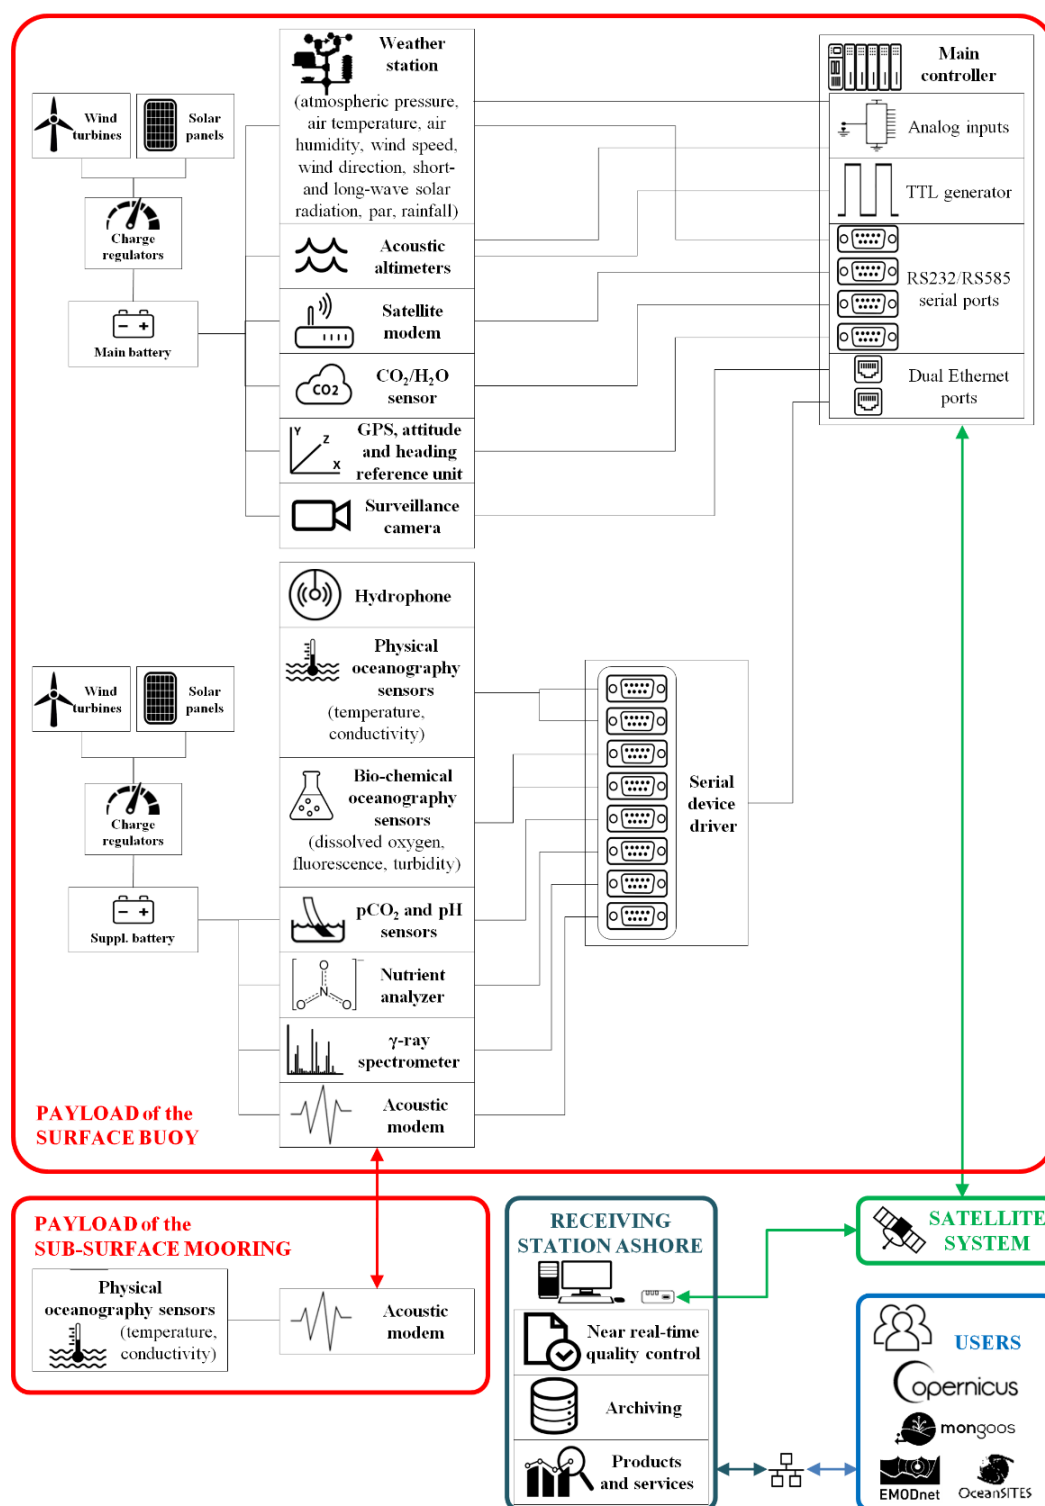 Weather
station
(atmospheric pressure,
air temperature, air
humidity, wind speed,
wind direction, short-
and long-wave solar
radiation, par, rainfall)
Main
controller
Analog inputs
TTL generator
RS232/RS585
serial ports
Dual Ethernet
ports
Wind
turbines
Solar
panels
Charge
regulators
Main battery
Acoustic
altimeters
Satellite
modem
CO2
CO₂/H₂O
sensor
Y
Z
X
GPS, attitude
and heading
reference unit
Surveillance
camera
Hydrophone
Physical
oceanography
sensors
(temperature,
conductivity)
Wind
turbines
Solar
panels
Charge
regulators
Suppl. battery
Bio-chemical
oceanography
sensors
(dissolved oxygen,
fluorescence, turbidity)
pCO₂ and pH
sensors
O
N
O
O
Nutrient
analyzer
γ-ray
spectrometer
Acoustic
modem
Serial
device
driver
PAYLOAD of the
SURFACE BUOY
PAYLOAD of the
SUB-SURFACE MOORING
Physical
oceanography sensors
(temperature,
conductivity)
Acoustic
modem
RECEIVING
STATION ASHORE
Near real-time
quality control
Archiving
Products
and services
SATELLITE
SYSTEM
USERS
Copernicus
mongoos
EMODnet
OceanSITES